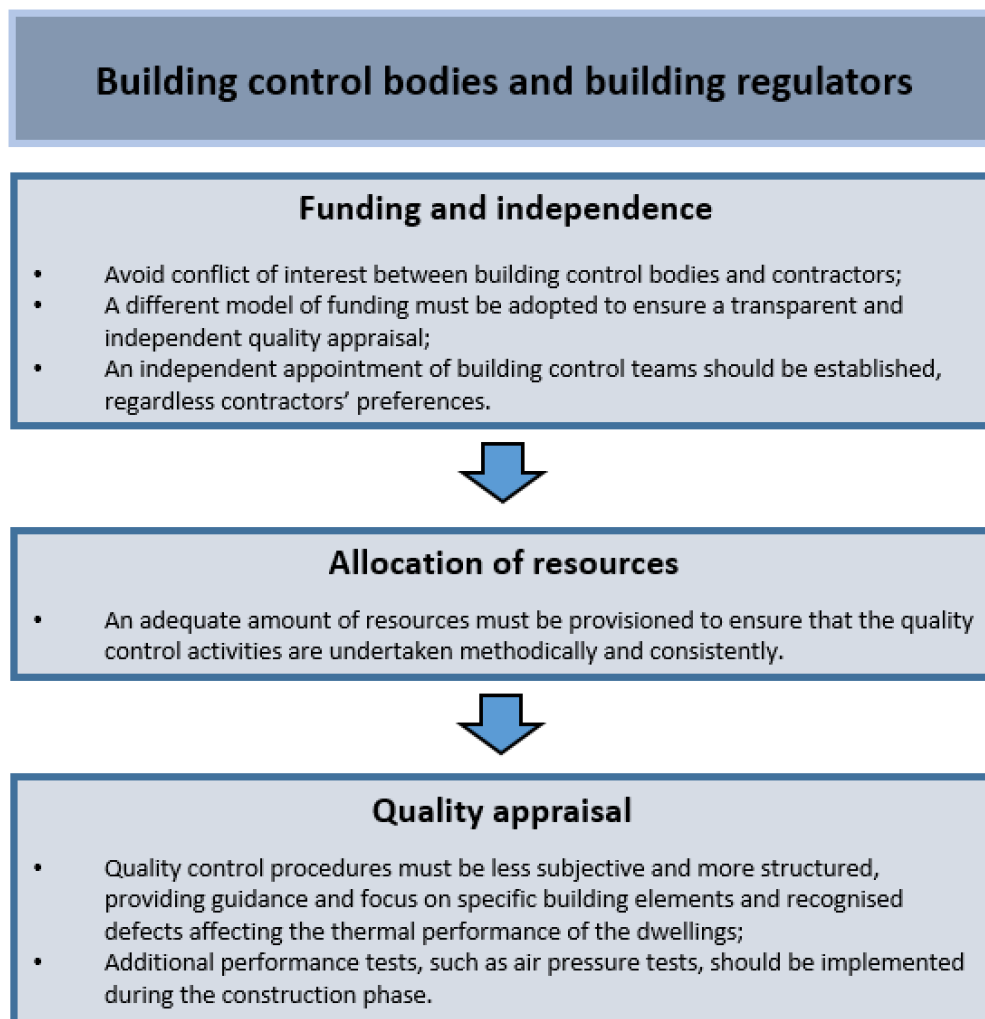 Building control bodies and building regulators
Funding and independence
• Avoid conflict of interest between building control bodies and contractors;
• A different model of funding must be adopted to ensure a transparent and
independent quality appraisal;
• An independent appointment of building control teams should be established,
regardless contractors’ preferences.
Allocation of resources
• An adequate amount of resources must be provisioned to ensure that the quality
control activities are undertaken methodically and consistently.
Quality appraisal
• Quality control procedures must be less subjective and more structured,
providing guidance and focus on specific building elements and recognised
defects affecting the thermal performance of the dwellings;
• Additional performance tests, such as air pressure tests, should be implemented
during the construction phase.